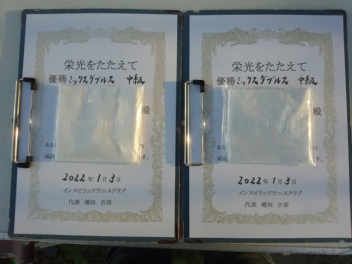 栄光をたたえて
優勝 ミックスダブルス 中級
殿
2022年1月3日
インスピリッツテニスクラブ
代表
栄光をたたえて
優勝 ミックスダブルス 中級
殿
2022年1月3日
インスピリッツテニスクラブ
代表